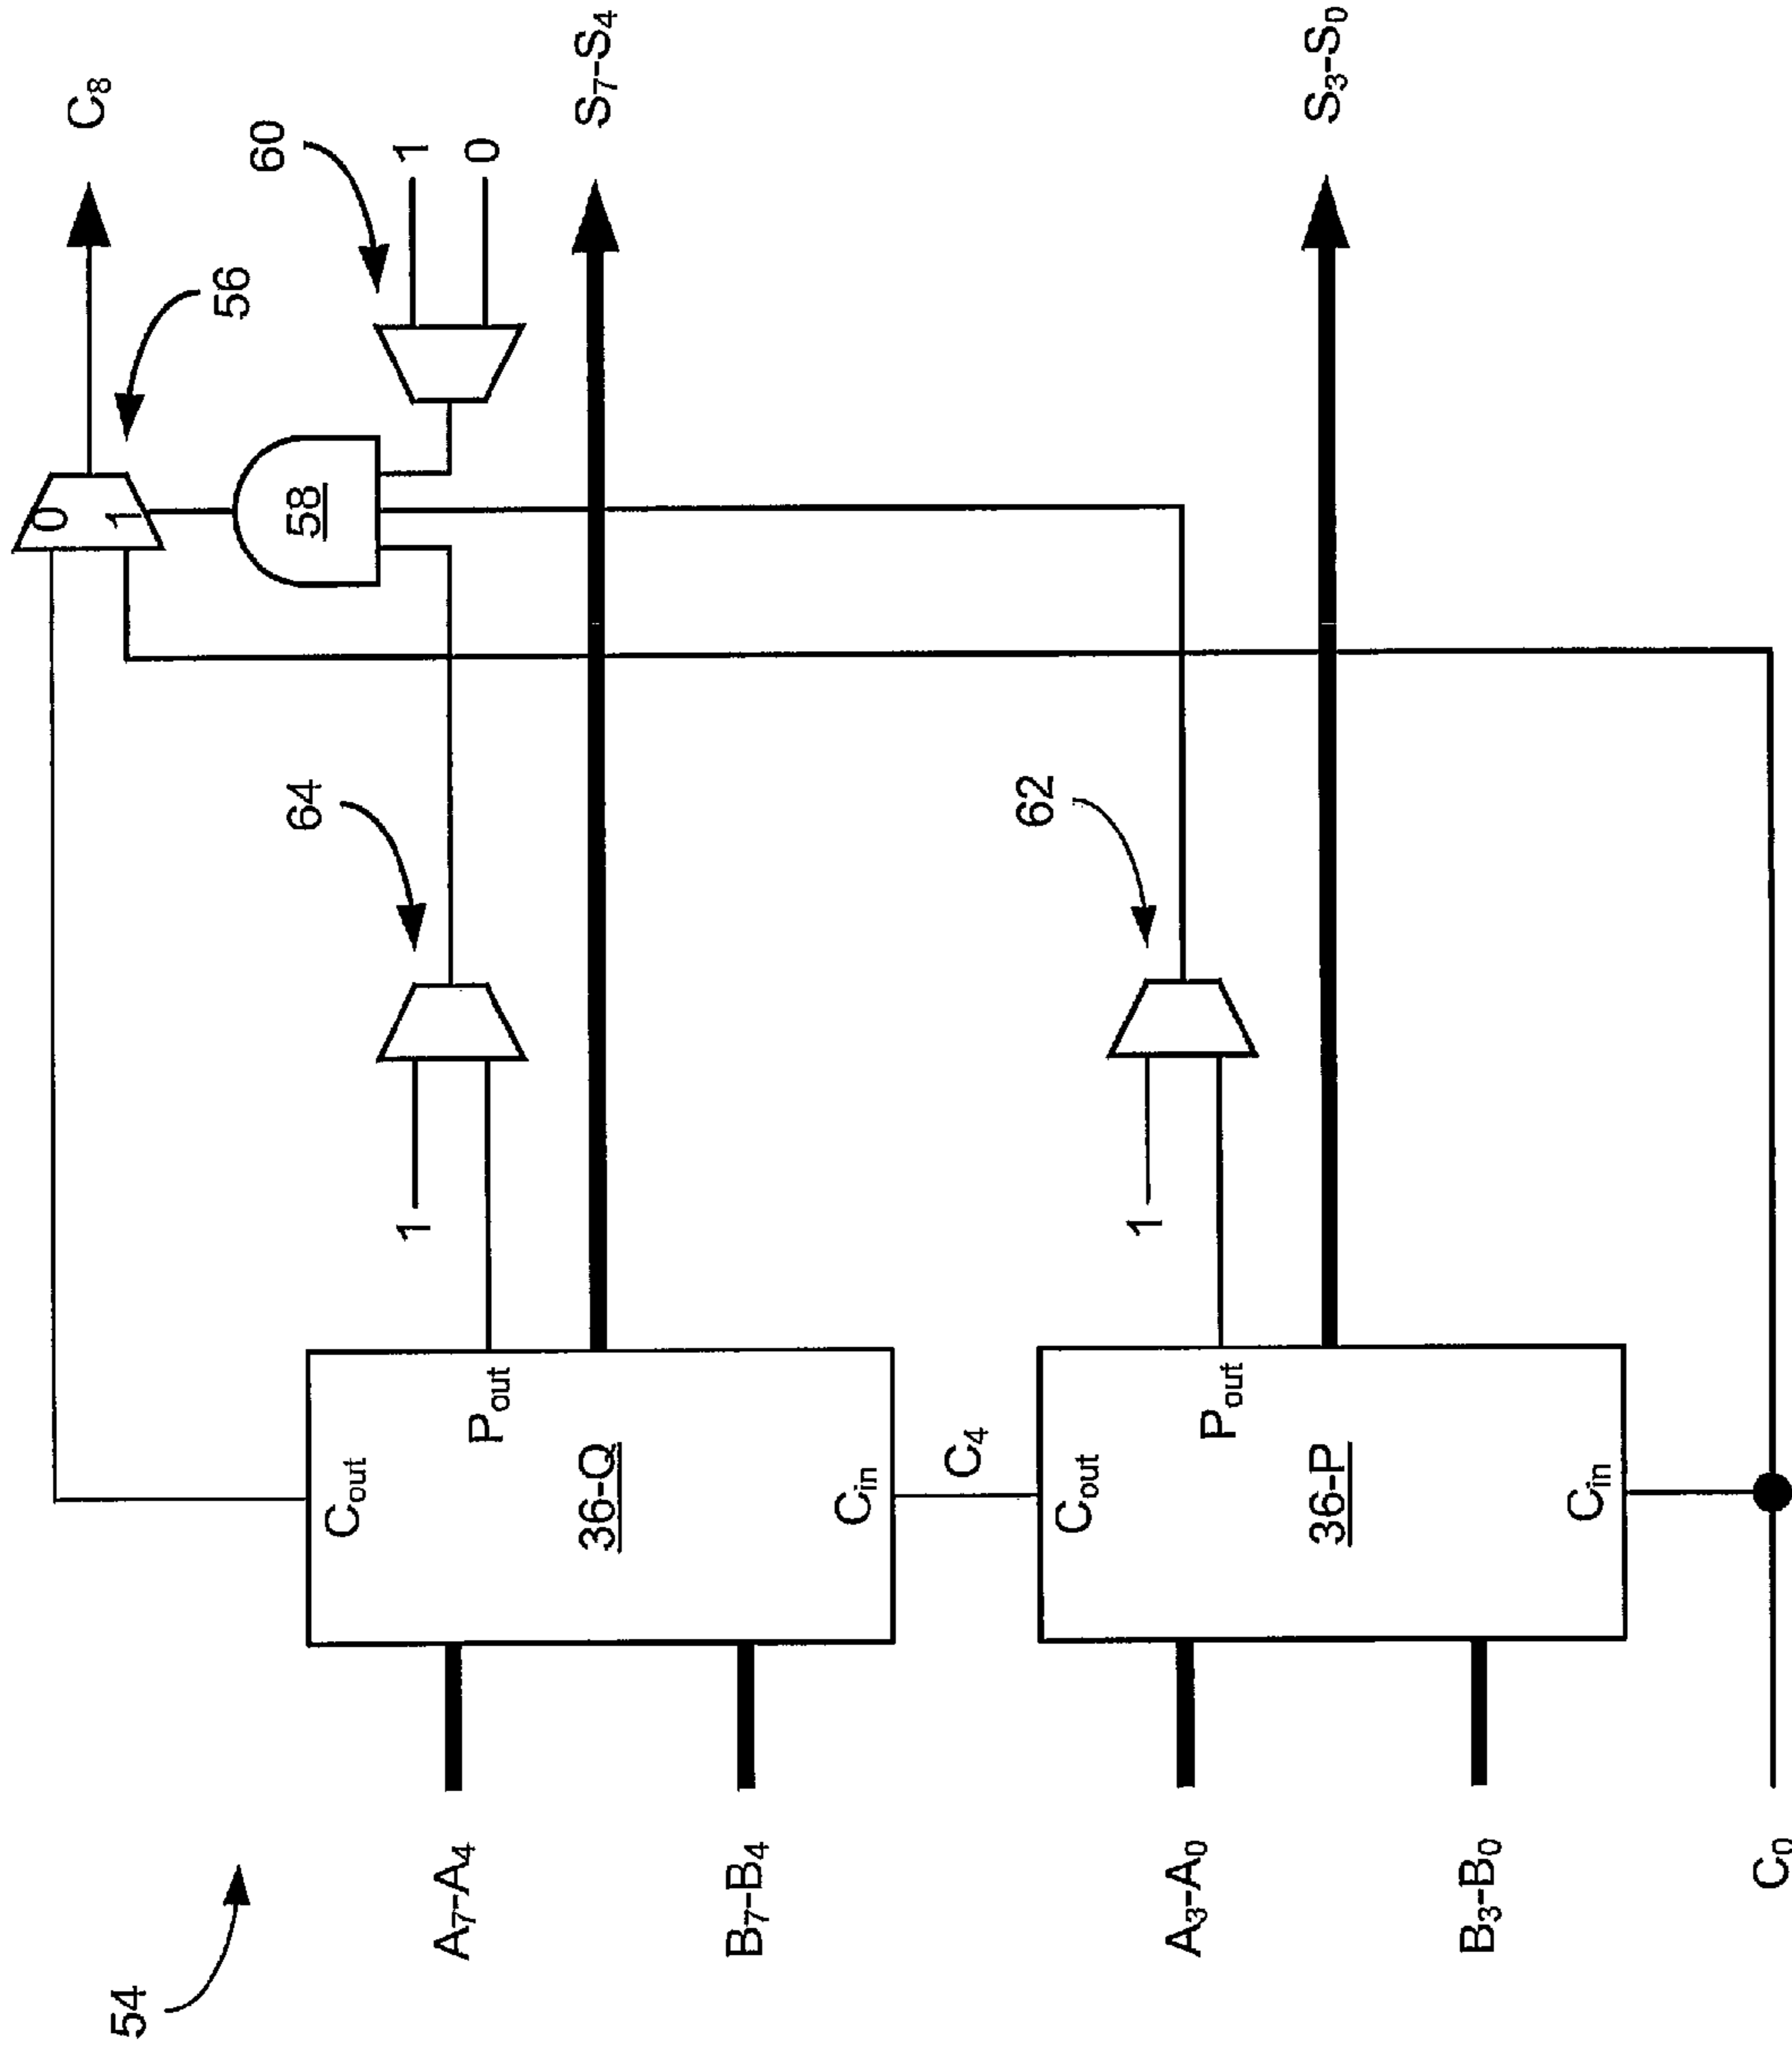 54
A₇-A₄
B₇-B₄
A₃-A₀
B₃-B₀
C₀
Cout
Pout
36-Q
Cin
C₄
Cout
Pout
36-P
Cin
1
64
1
62
0
1
56
58
60
1
0
C₈
S₇-S₄
S₃-S₀